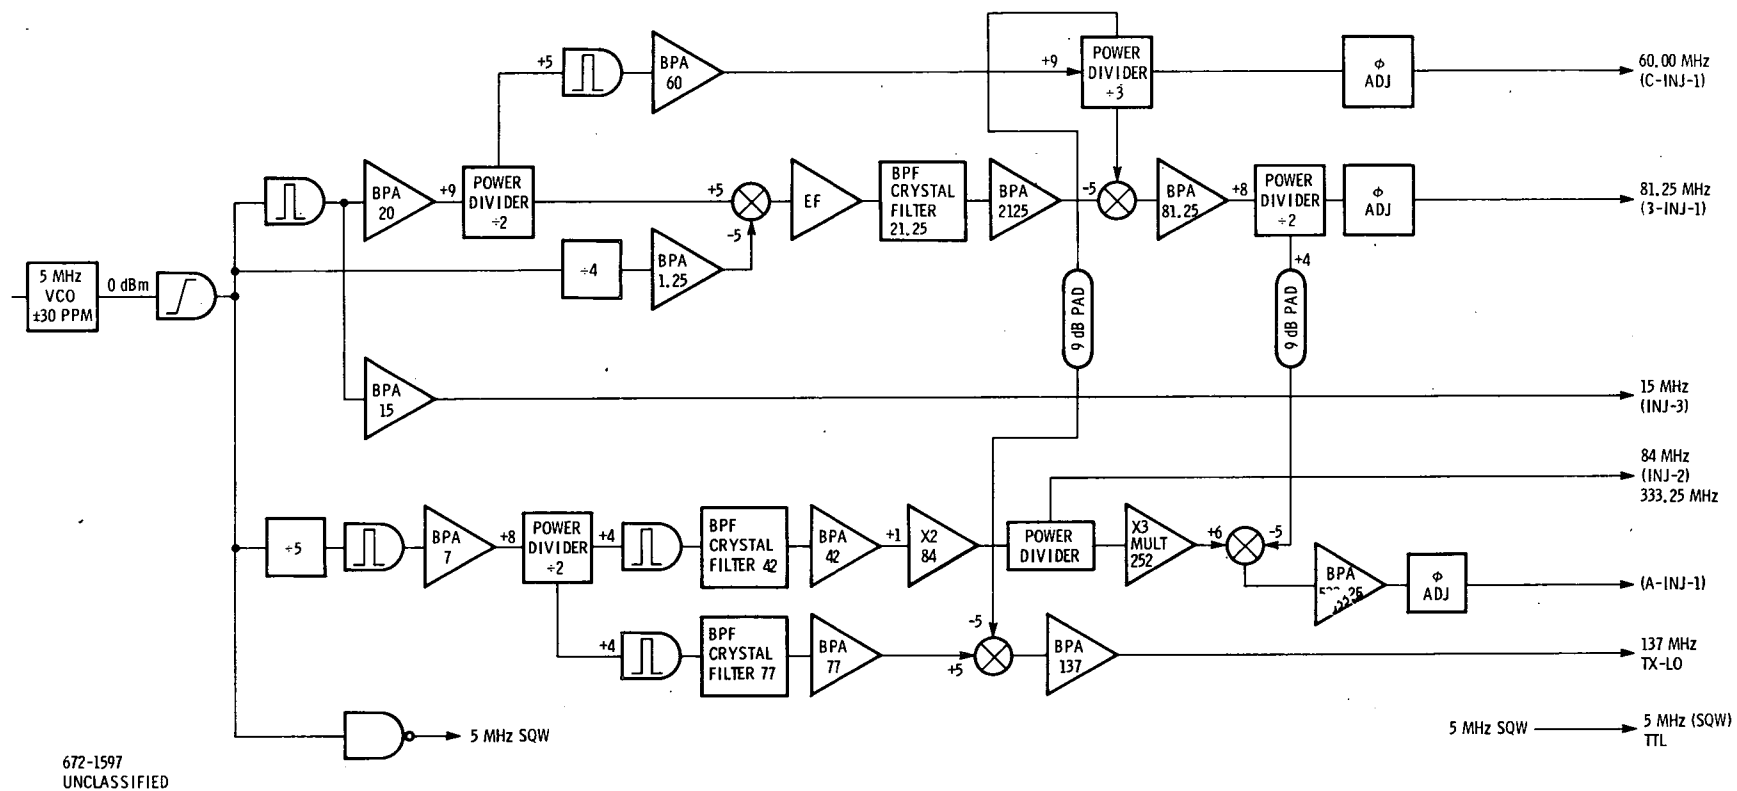 +5
BPA
60
+9
POWER
DIVIDER
÷3
ϕ
ADJ
60.00 MHz
(C-INJ-1)
BPA
20
+9
POWER
DIVIDER
÷2
+5
-5
EF
BPF
CRYSTAL
FILTER
21.25
BPA
2125
-5
BPA
81.25
+8
POWER
DIVIDER
÷2
ϕ
ADJ
81.25 MHz
(3-INJ-1)
÷4
BPA
1.25
+4
5 MHz
VCO
±30 PPM
0 dBm
9 dB PAD
9 dB PAD
BPA
15
15 MHz
(INJ-3)
84 MHz
(INJ-2)
333.25 MHz
÷5
BPA
7
+8
POWER
DIVIDER
÷2
+4
BPF
CRYSTAL
FILTER 42
BPA
42
+1
X2
84
POWER
DIVIDER
X3
MULT
252
+6
-5
BPA
ϕ
ADJ
(A-INJ-1)
+4
BPF
CRYSTAL
FILTER 77
BPA
77
-5
+5
BPA
137
137 MHz
TX-LO
5 MHz SQW
5 MHz SQW
5 MHz (SQW)
TTL
672-1597
UNCLASSIFIED